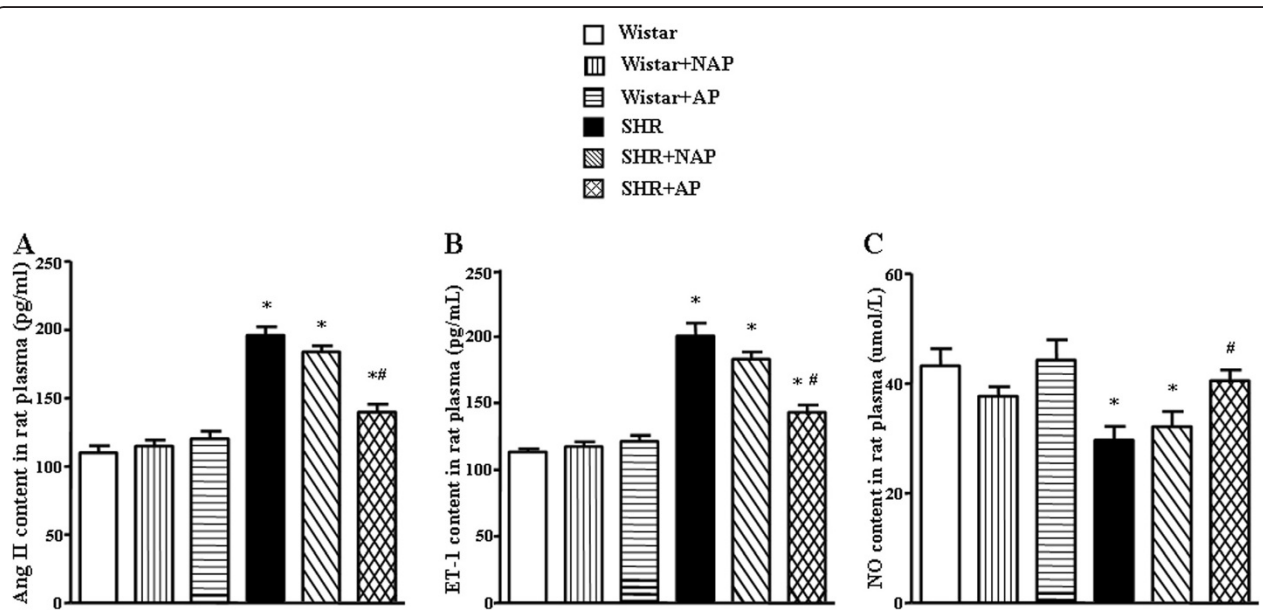 Wistar
Wistar+NAP
Wistar+AP
SHR
SHR+NAP
SHR+AP
A
Ang II content in rat plasma (pg/ml)
250
200
150
100
50
0
*
*
*#
B
ET-1 content in rat plasma (pg/mL)
250
200
150
100
50
0
*
*
* #
C
NO content in rat plasma (umol/L)
60
40
20
0
*
*
#